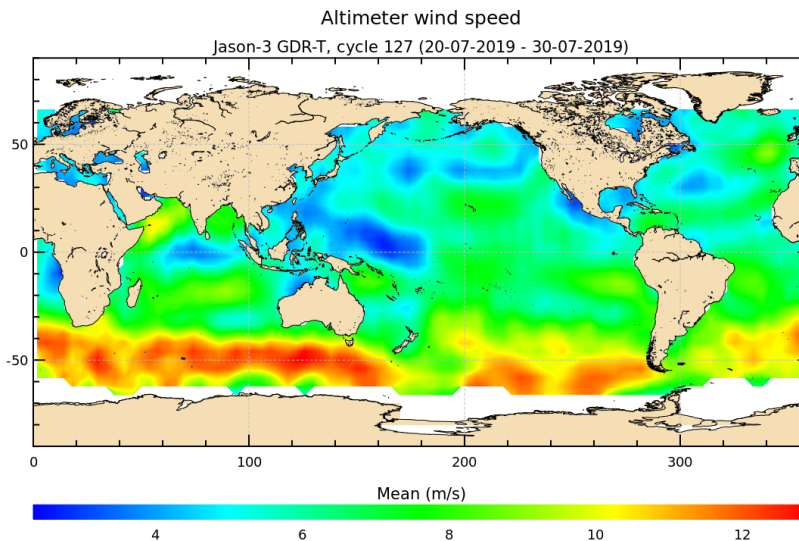 Altimeter wind speed
Jason-3 GDR-T, cycle 127 (20-07-2019 - 30-07-2019)
50
0
-50
0 100 200 300
Mean (m/s)
4 6 8 10 12